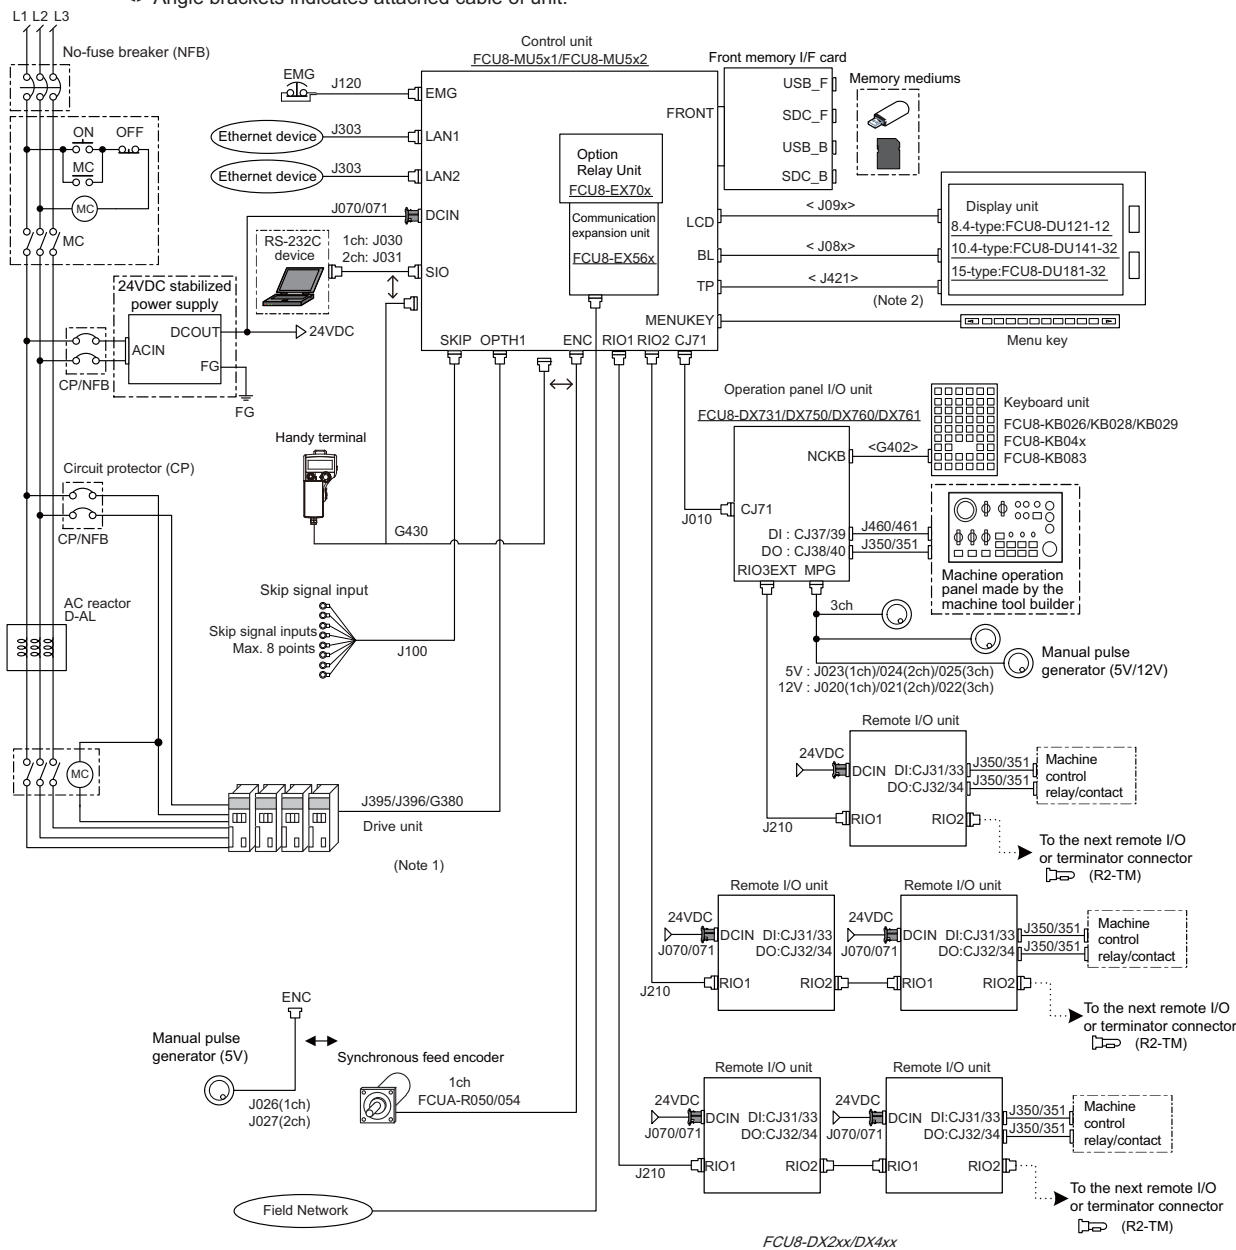 <> Angle brackets indicates attached cable of unit.
L1 L2 L3
No-fuse breaker (NFB)
ON OFF
MC
MC
MC
24VDC stabilized
power supply
DCOUT
ACIN
FG
FG
CP/NFB
24VDC
Circuit protector (CP)
CP/NFB
AC reactor
D-AL
MC
Control unit
FCU8-MU5x1/FCU8-MU5x2
EMG
J120
EMG
Ethernet device
J303
LAN1
Ethernet device
J303
LAN2
J070/071
DCIN
RS-232C
device
1ch: J030
2ch: J031
SIO
Option
Relay Unit
FCU8-EX70x
Communication
expansion unit
FCU8-EX56x
FRONT
LCD
BL
TP
MENUKEY
SKIP OPTH1 ENC RIO1 RIO2 CJ71
Front memory I/F card
USB_F
SDC_F
USB_B
SDC_B
Memory mediums
< J09x>
< J08x>
< J421>
(Note 2)
Display unit
8.4-type:FCU8-DU121-12
10.4-type:FCU8-DU141-32
15-type:FCU8-DU181-32
Menu key
Operation panel I/O unit
FCU8-DX731/DX750/DX760/DX761
NCKB
<G402>
Keyboard unit
FCU8-KB026/KB028/KB029
FCU8-KB04x
FCU8-KB083
J010
CJ71
DI : CJ37/39
DO : CJ38/40
J460/461
J350/351
RIO3EXT MPG
Machine operation
panel made by the
machine tool builder
3ch
Manual pulse
generator (5V/12V)
5V : J023(1ch)/024(2ch)/025(3ch)
12V : J020(1ch)/021(2ch)/022(3ch)
Handy terminal
G430
Skip signal input
Skip signal inputs
Max. 8 points
J100
J395/J396/G380
Drive unit
(Note 1)
Remote I/O unit
24VDC
DCIN DI:CJ31/33
DO:CJ32/34
J350/351
J350/351
Machine
control
relay/contact
J210
RIO1 RIO2
To the next remote I/O
or terminator connector
(R2-TM)
Remote I/O unit
Remote I/O unit
24VDC
J070/071
DCIN DI:CJ31/33
DO:CJ32/34
24VDC
J070/071
DCIN DI:CJ31/33
DO:CJ32/34
J350/351
J350/351
Machine
control
relay/contact
J210
RIO1 RIO2
RIO1 RIO2
To the next remote I/O
or terminator connector
(R2-TM)
ENC
Manual pulse
generator (5V)
J026(1ch)
J027(2ch)
Synchronous feed encoder
1ch
FCUA-R050/054
Remote I/O unit
Remote I/O unit
24VDC
J070/071
DCIN DI:CJ31/33
DO:CJ32/34
24VDC
J070/071
DCIN DI:CJ31/33
DO:CJ32/34
J350/351
J350/351
Machine
control
relay/contact
J210
RIO1 RIO2
RIO1 RIO2
To the next remote I/O
or terminator connector
(R2-TM)
Field Network
FCU8-DX2xx/DX4xx